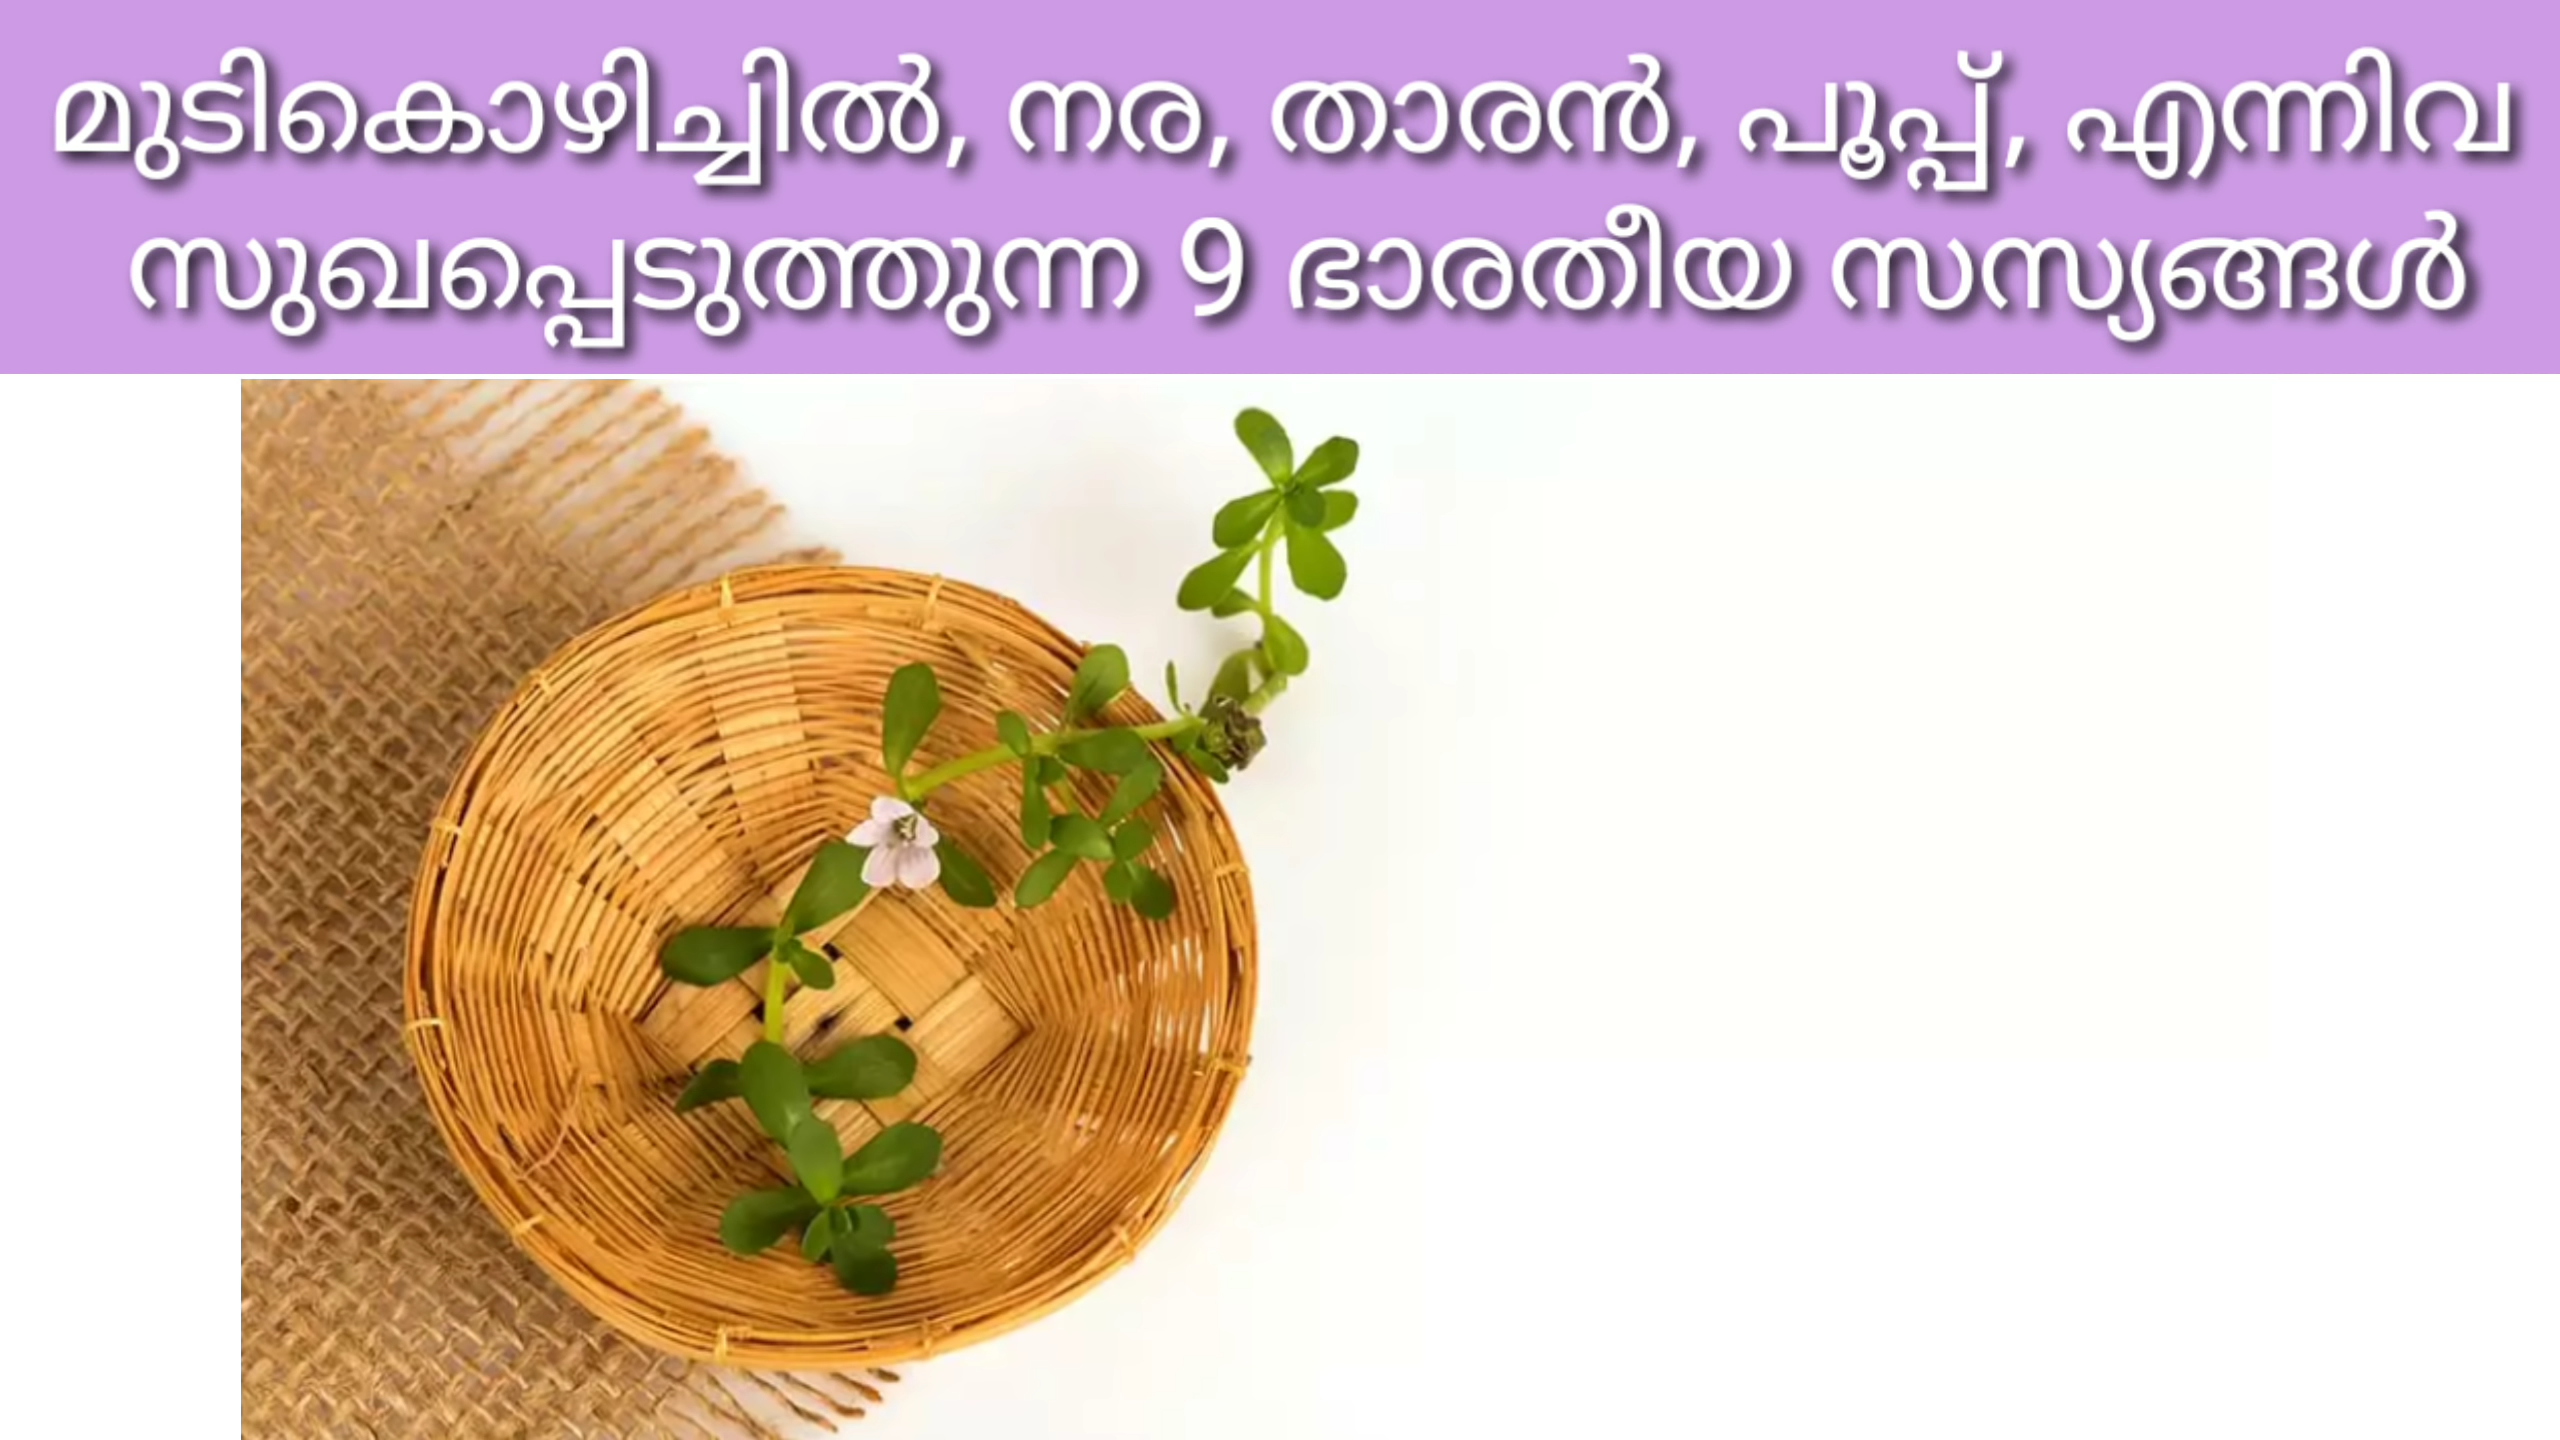 മുടികൊഴിച്ചിൽ, നര, താരൻ, പൂപ്പ്, എന്നിവ
സുഖപ്പെടുത്തുന്ന 9 ഭാരതീയ സസ്യങ്ങൾ